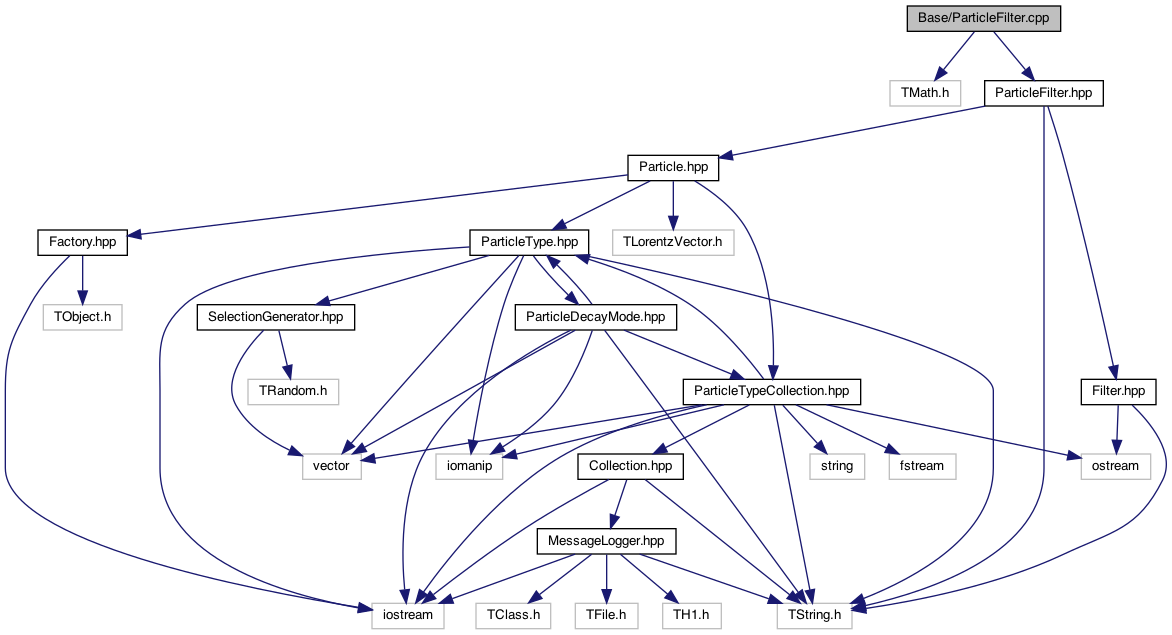 Base/ParticleFilter.cpp
TMath.h
ParticleFilter.hpp
Particle.hpp
Factory.hpp
ParticleType.hpp
TLorentzVector.h
TObject.h
SelectionGenerator.hpp
ParticleDecayMode.hpp
TRandom.h
ParticleTypeCollection.hpp
Filter.hpp
vector
iomanip
Collection.hpp
string
fstream
ostream
MessageLogger.hpp
iostream
TClass.h
TFile.h
TH1.h
TString.h